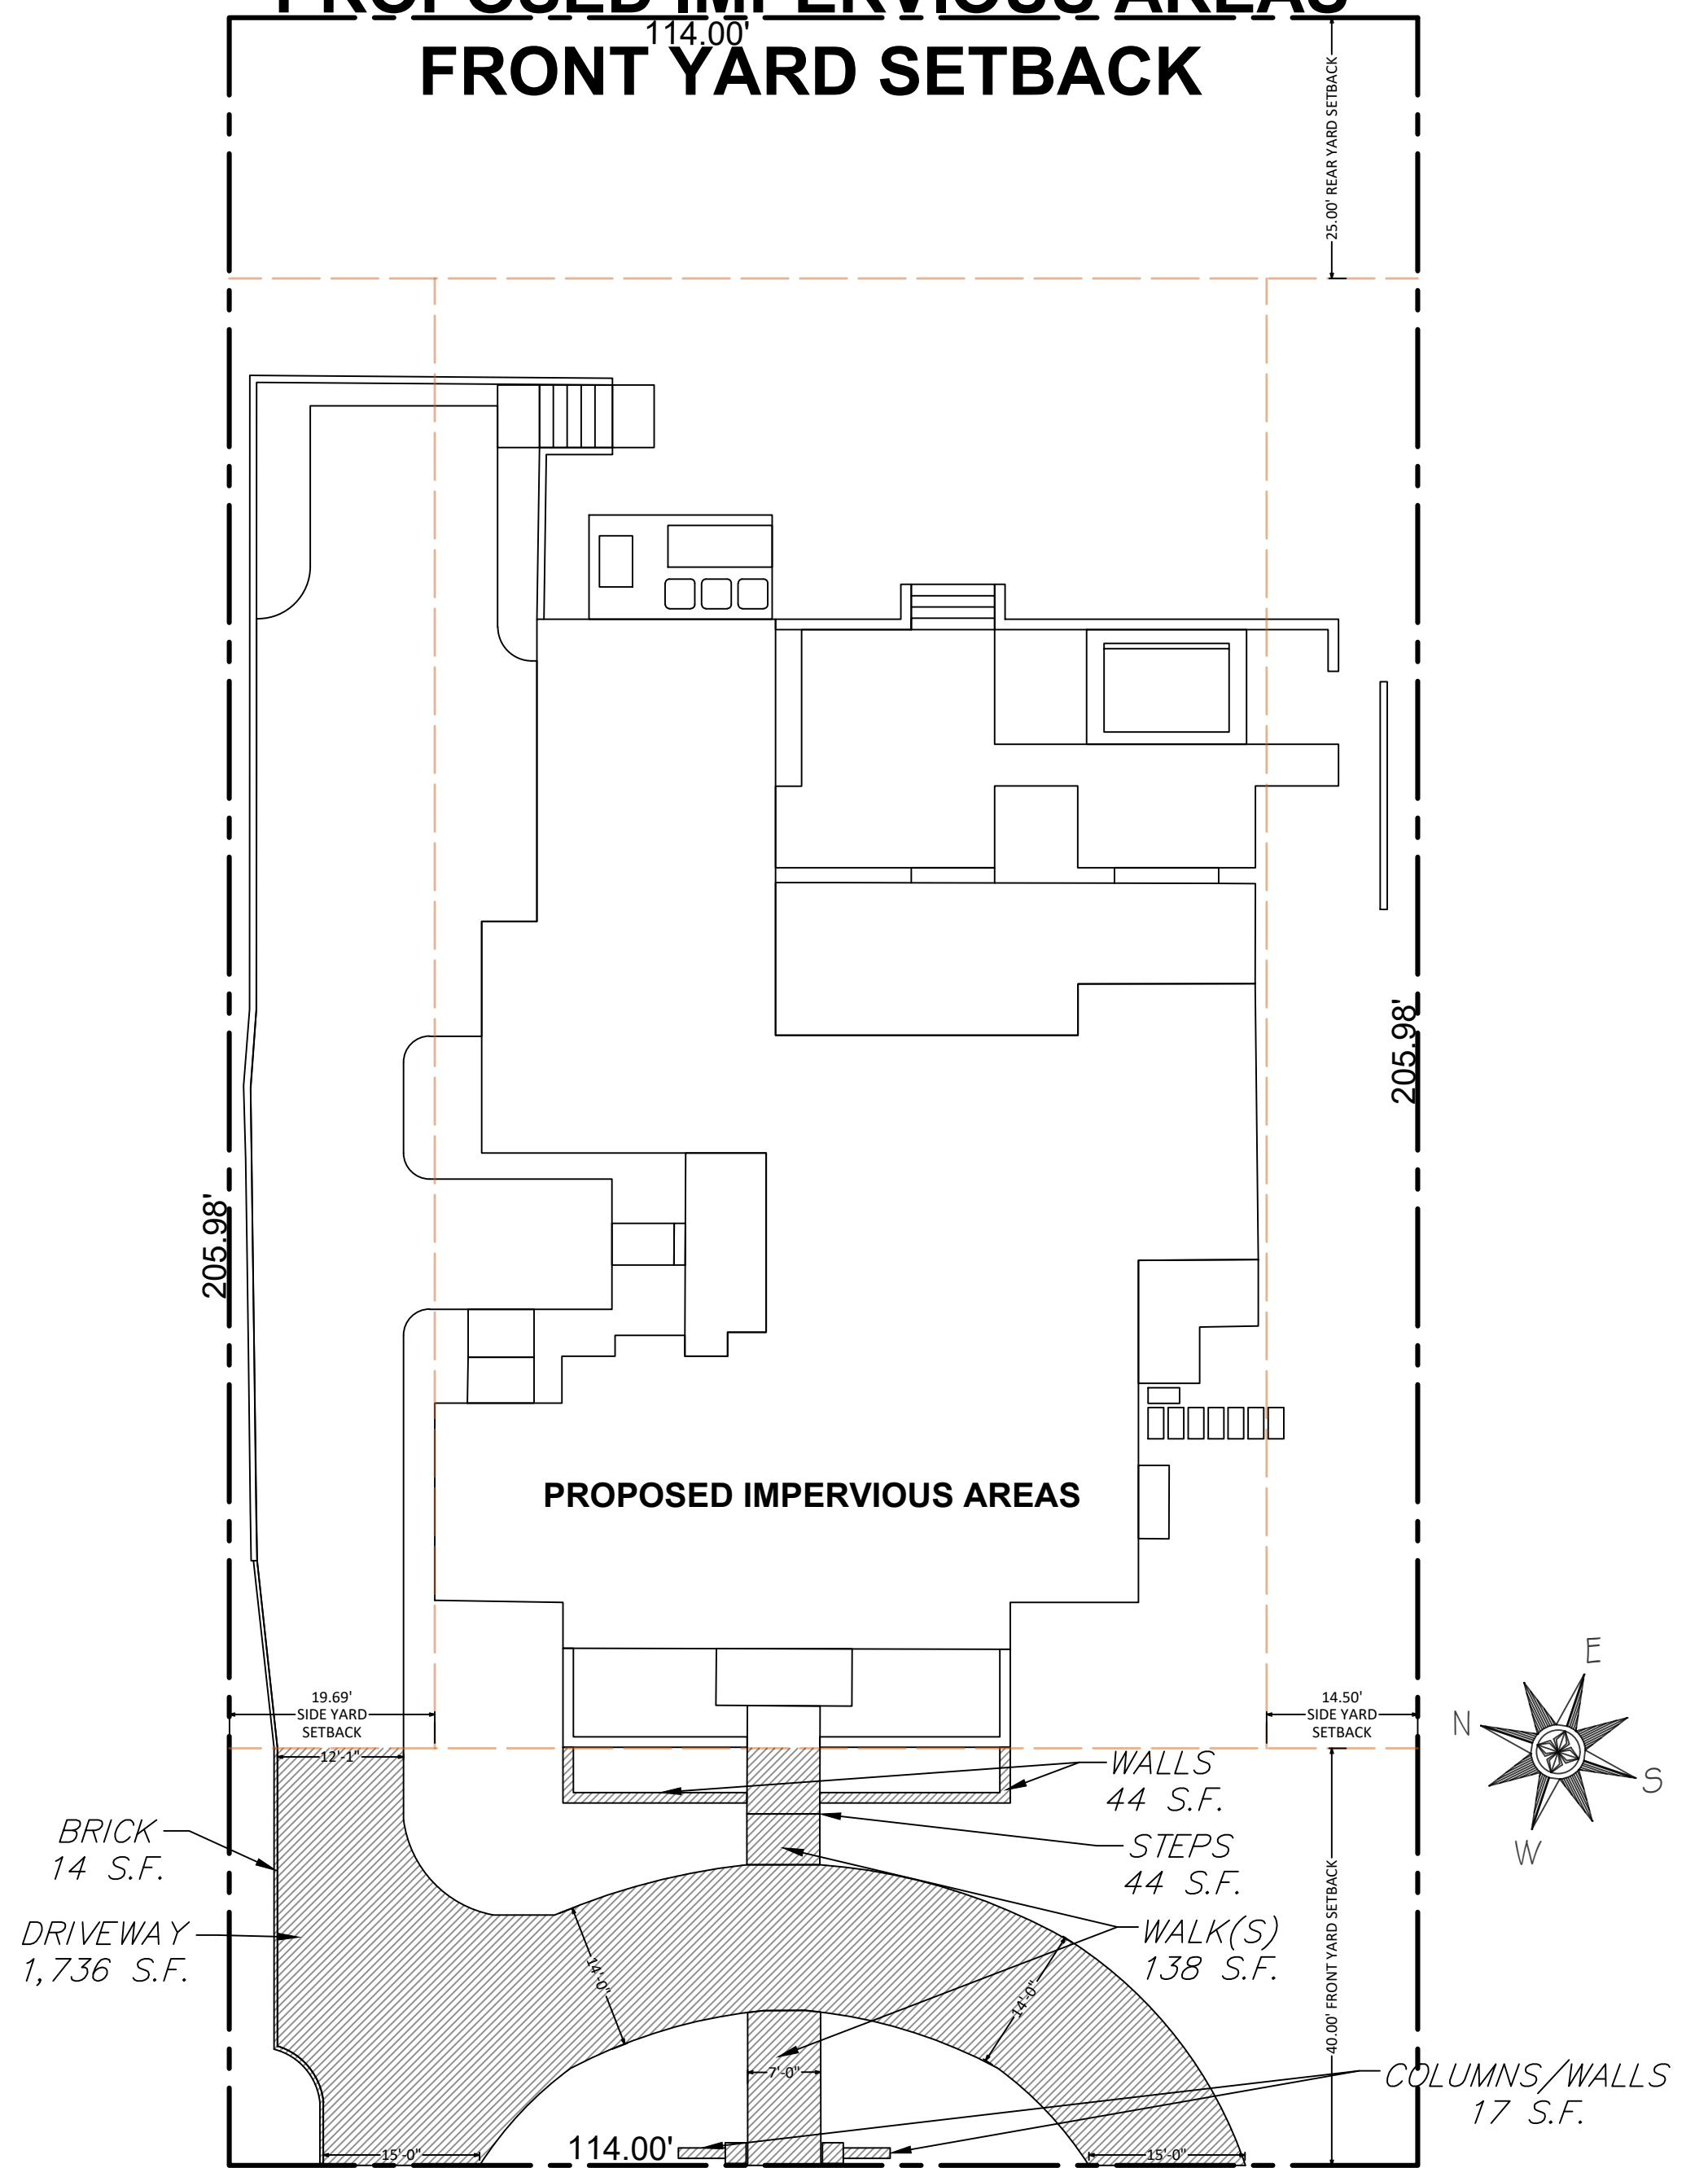 PROPOSED IMPERVIOUS AREAS
114.00'
FRONT YARD SETBACK
25.00' REAR YARD SETBACK
205.98'
205.98'
PROPOSED IMPERVIOUS AREAS
19.69'
SIDE YARD
SETBACK
14.50'
SIDE YARD
SETBACK
12'-1"
E
N
S
W
WALLS
44 S.F.
STEPS
44 S.F.
BRICK
14 S.F.
DRIVEWAY
1,736 S.F.
WALK(S)
138 S.F.
14'-0"
14'-0"
40.00' FRONT YARD SETBACK
7'-0"
COLUMNS/WALLS
17 S.F.
15'-0"
114.00'
15'-0"